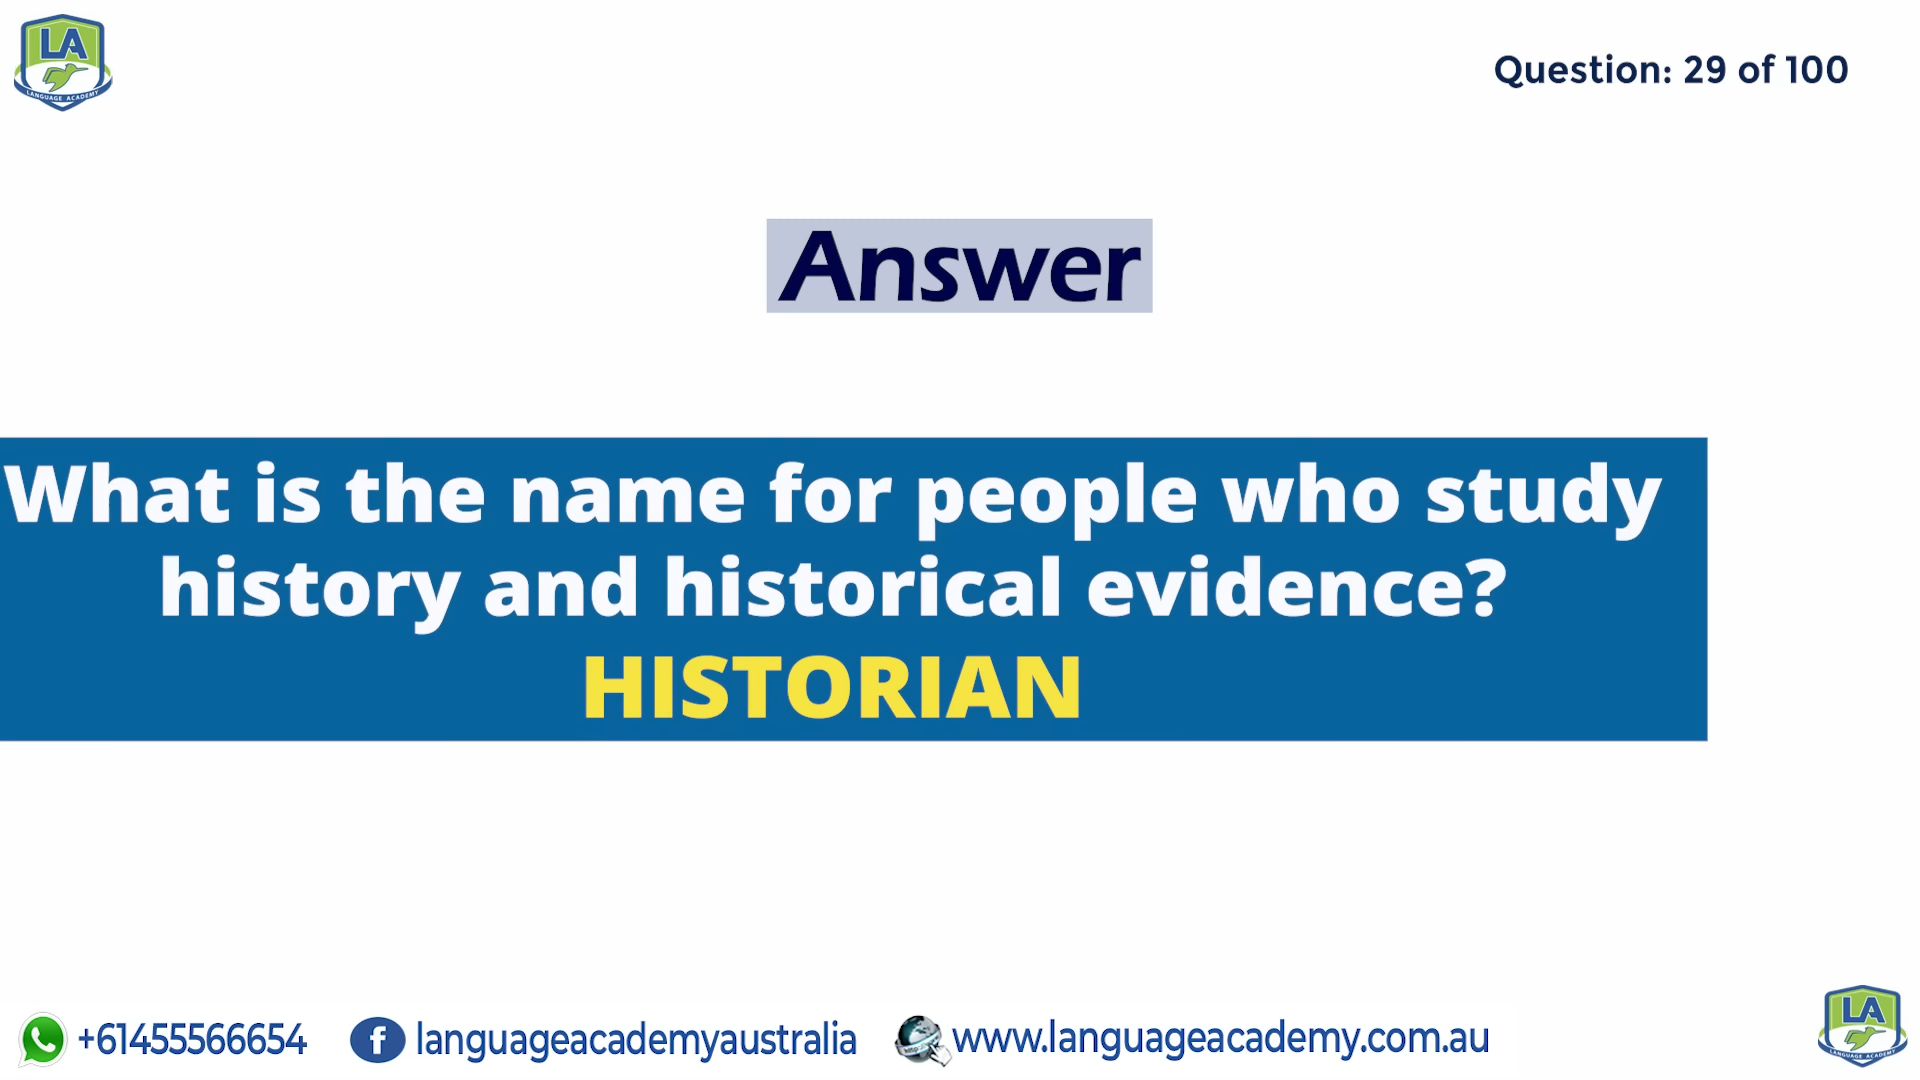 LA
LANGUAGE ACADEMY
Question: 29 of 100
Answer
What is the name for people who study
history and historical evidence?
HISTORIAN
+61455566654
languageacademyaustralia
http
www.languageacademy.com.au
LA
LANGUAGE ACADEMY